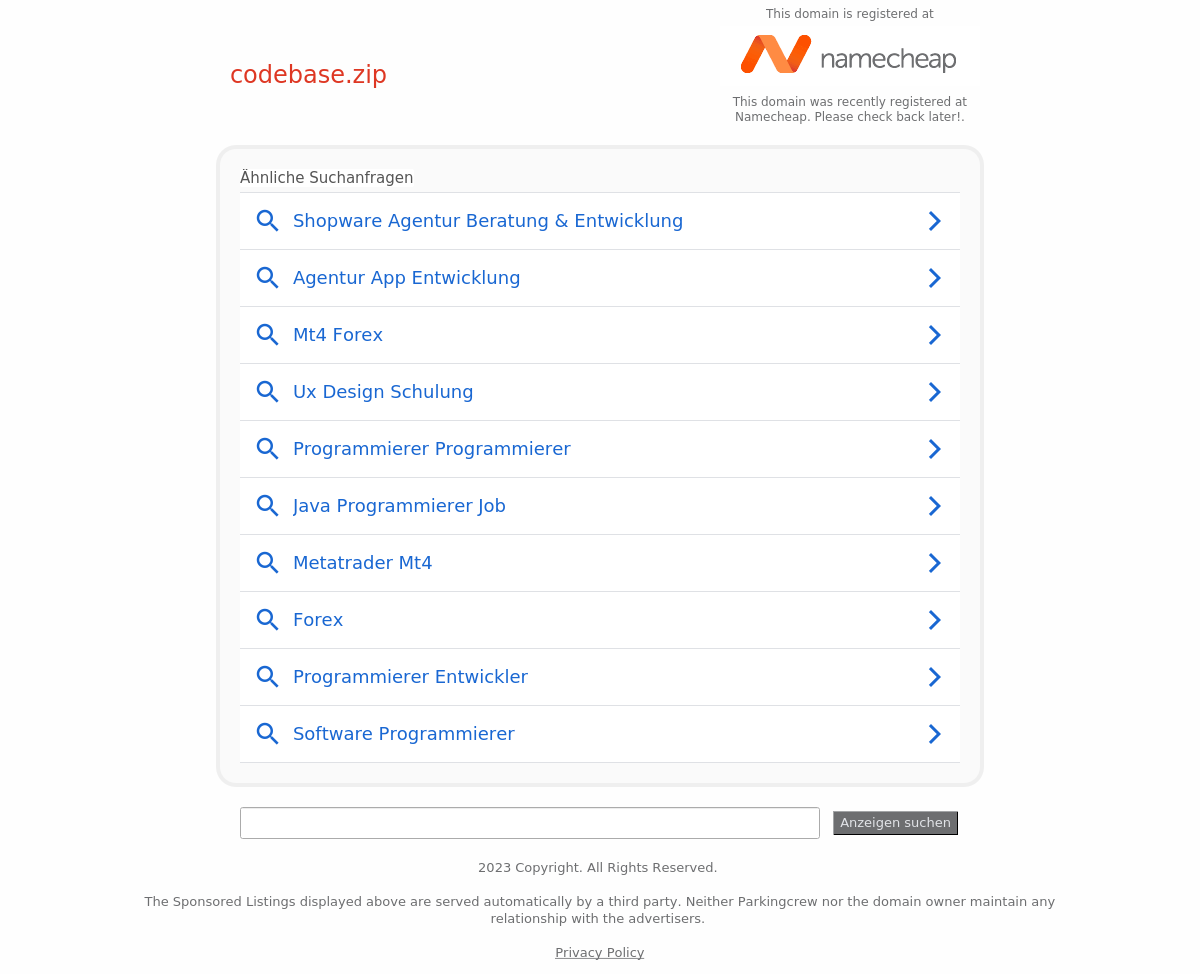 This domain is registered at
namecheap
codebase.zip
This domain was recently registered at
Namecheap. Please check back later!.
Ähnliche Suchanfragen
Shopware Agentur Beratung & Entwicklung
Agentur App Entwicklung
Mt4 Forex
Ux Design Schulung
Programmierer Programmierer
Java Programmierer Job
Metatrader Mt4
Forex
Programmierer Entwickler
Software Programmierer
Anzeigen suchen
2023 Copyright. All Rights Reserved.
The Sponsored Listings displayed above are served automatically by a third party. Neither Parkingcrew nor the domain owner maintain any
relationship with the advertisers.
Privacy Policy